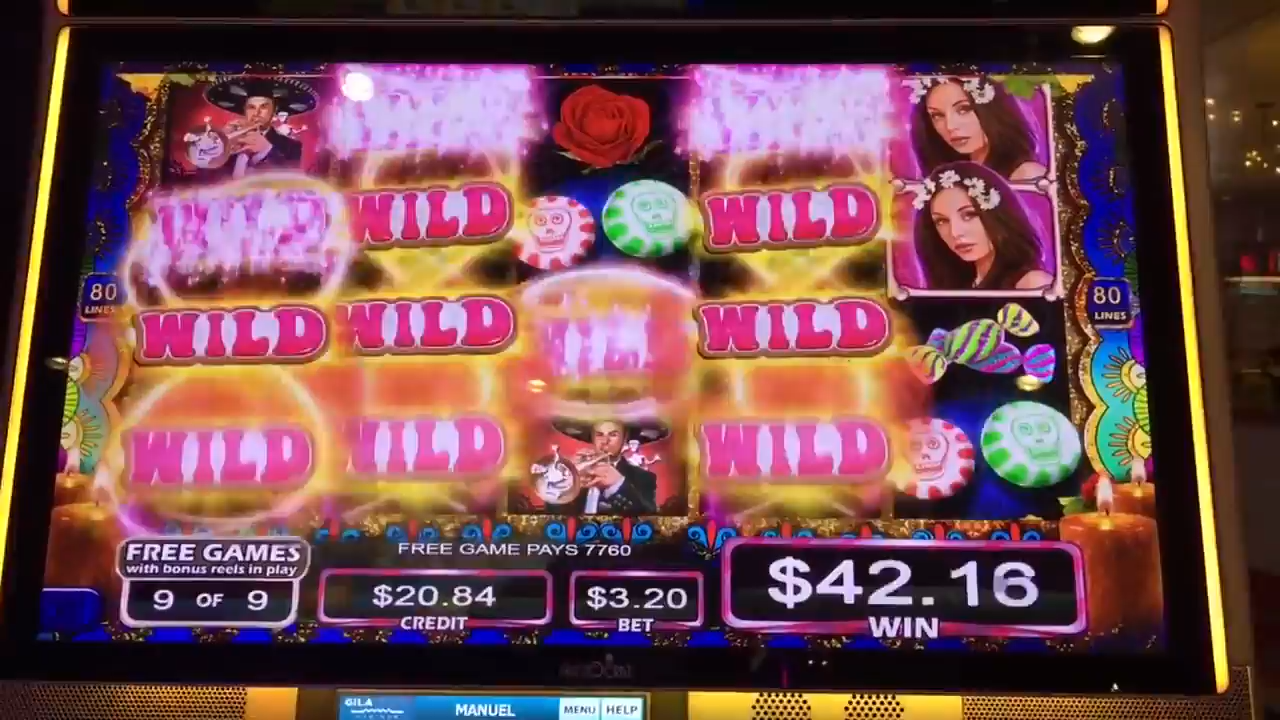 WILD WILD
80
LINES
80
LINES
WILD WILD WILD
WILD
WILD WILD WILD
FREE GAMES
with bonus reels in play
9 OF 9
FREE GAME PAYS 7760
$20.84
CREDIT
$3.20
BET
$42.16
WIN
GILA
MANUEL
MENU
HELP